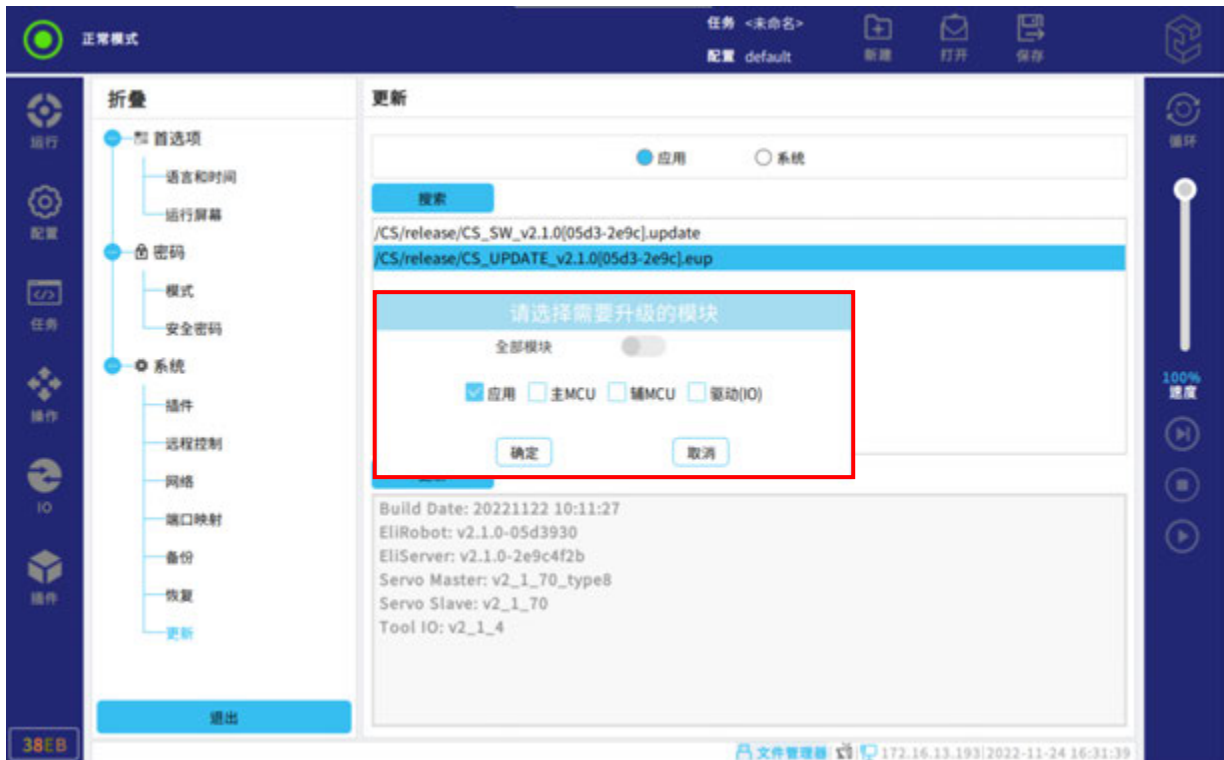 正常模式
任务 <未命名>
配置 default
新建
打开
保存
运行
配置
任务
操作
IO
插件
38EB
折叠
首选项
语言和时间
运行屏幕
密码
模式
安全密码
系统
插件
远程控制
网络
端口映射
备份
恢复
更新
退出
更新
应用 系统
搜索
/CS/release/CS_SW_v2.1.0[05d3-2e9c].update
/CS/release/CS_UPDATE_v2.1.0[05d3-2e9c].eup
请选择需要升级的模块
全部模块
应用 主MCU 辅MCU 驱动(IO)
确定 取消
Build Date: 20221122 10:11:27
EliRobot: v2.1.0-05d3930
EliServer: v2.1.0-2e9c4f2b
Servo Master: v2_1_70_type8
Servo Slave: v2_1_70
Tool IO: v2_1_4
循环
100%
速度
文件管理器 172.16.13.193 2022-11-24 16:31:39